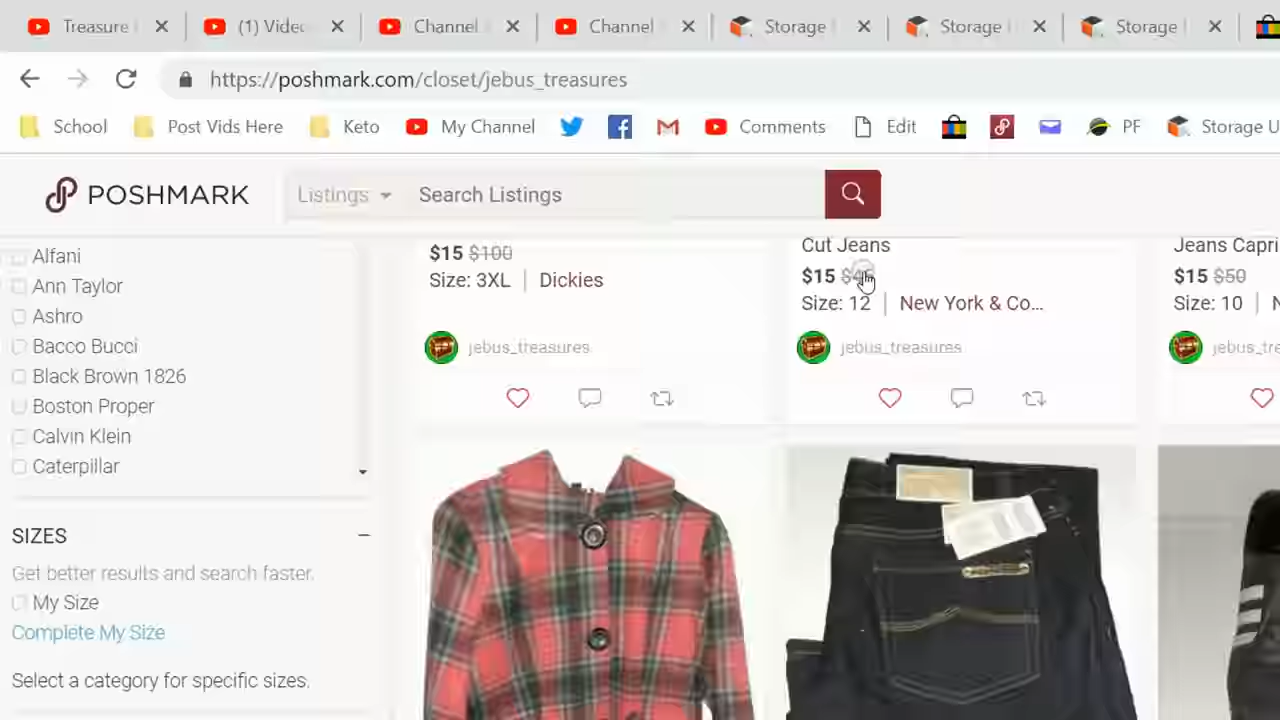 Treasure
(1) Videc
Channel
Channel
Storage
Storage
Storage
https://poshmark.com/closet/jebus_treasures
School
Post Vids Here
Keto
My Channel
Comments
Edit
PF
Storage U
POSHMARK
Listings
Search Listings
Alfani
Ann Taylor
Ashro
Bacco Bucci
Black Brown 1826
Boston Proper
Calvin Klein
Caterpillar
SIZES
Get better results and search faster.
My Size
Complete My Size
Select a category for specific sizes.
$15 $100
Size: 3XL | Dickies
jebus_treasures
Cut Jeans
$15
Size: 12 | New York & Co...
jebus_treasures
Jeans Capri
$15 $50
Size: 10
jebus_tre